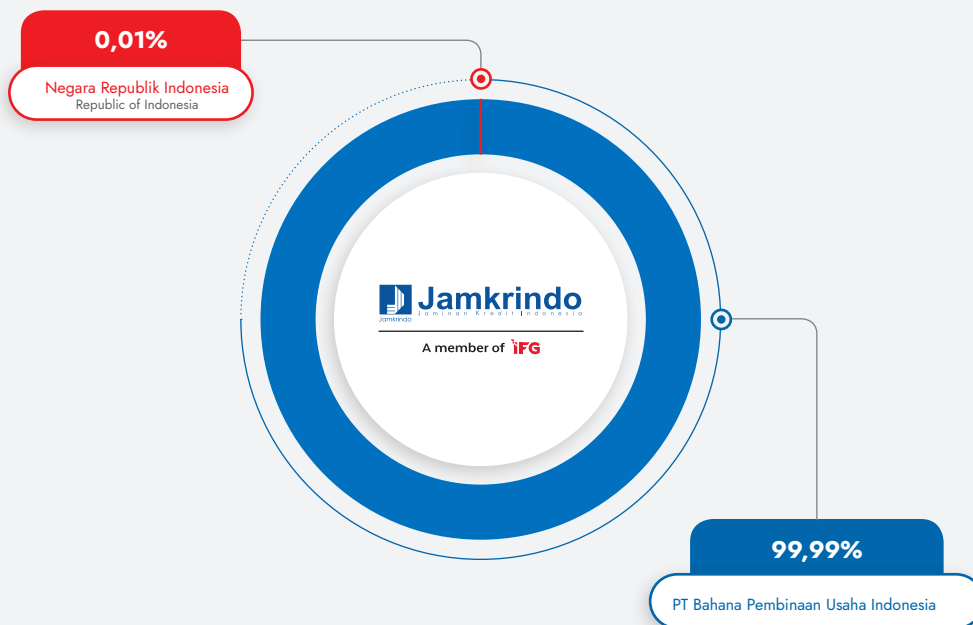 0,01%
Negara Republik Indonesia
Republic of Indonesia
Jamkrindo
Jamkrindo
Jaminan Kredit Indonesia
A member of IFG
99,99%
PT Bahana Pembinaan Usaha Indonesia